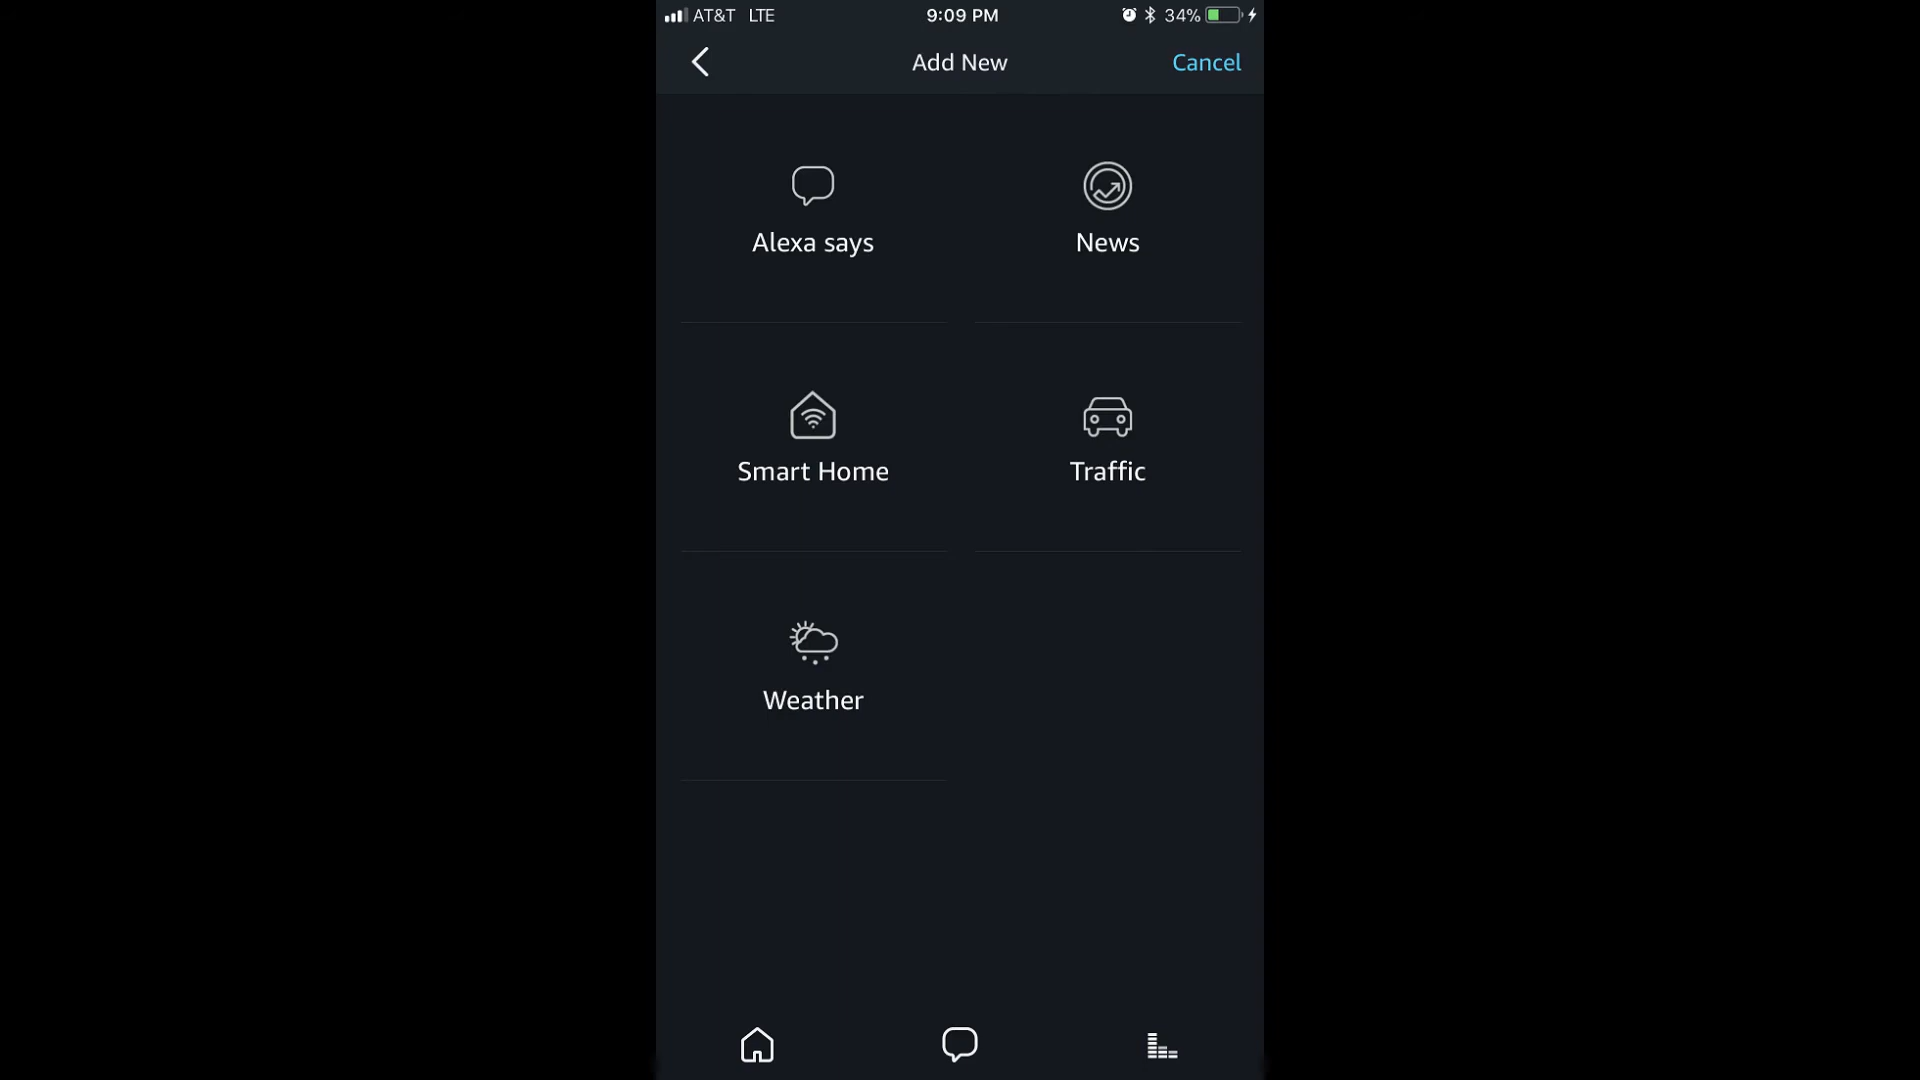 AT&T LTE 9:09 PM 34%
Add New Cancel
Alexa says News
Smart Home Traffic
Weather